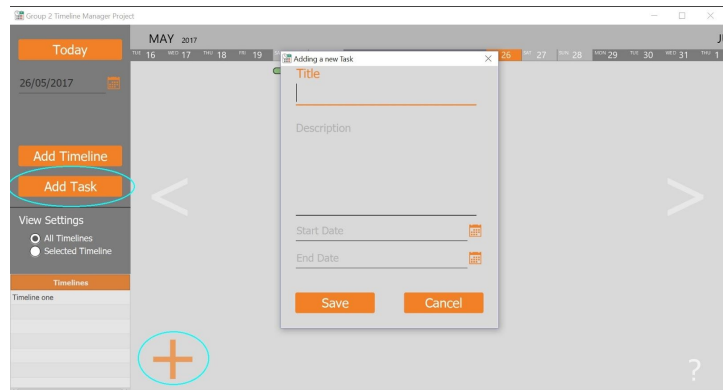 Group 2 Timeline Manager Project
MAY 2017
TUE 16 WED 17 THU 18 FRI 19 26 SAT 27 SUN 28 MON 29 TUE 30 WED 31 THU 1
Today
26/05/2017
Add Timeline
Add Task
View Settings
All Timelines
Selected Timeline
Timelines
Timeline one
Adding a new Task
Title
Description
Start Date
End Date
Save Cancel
< >
?